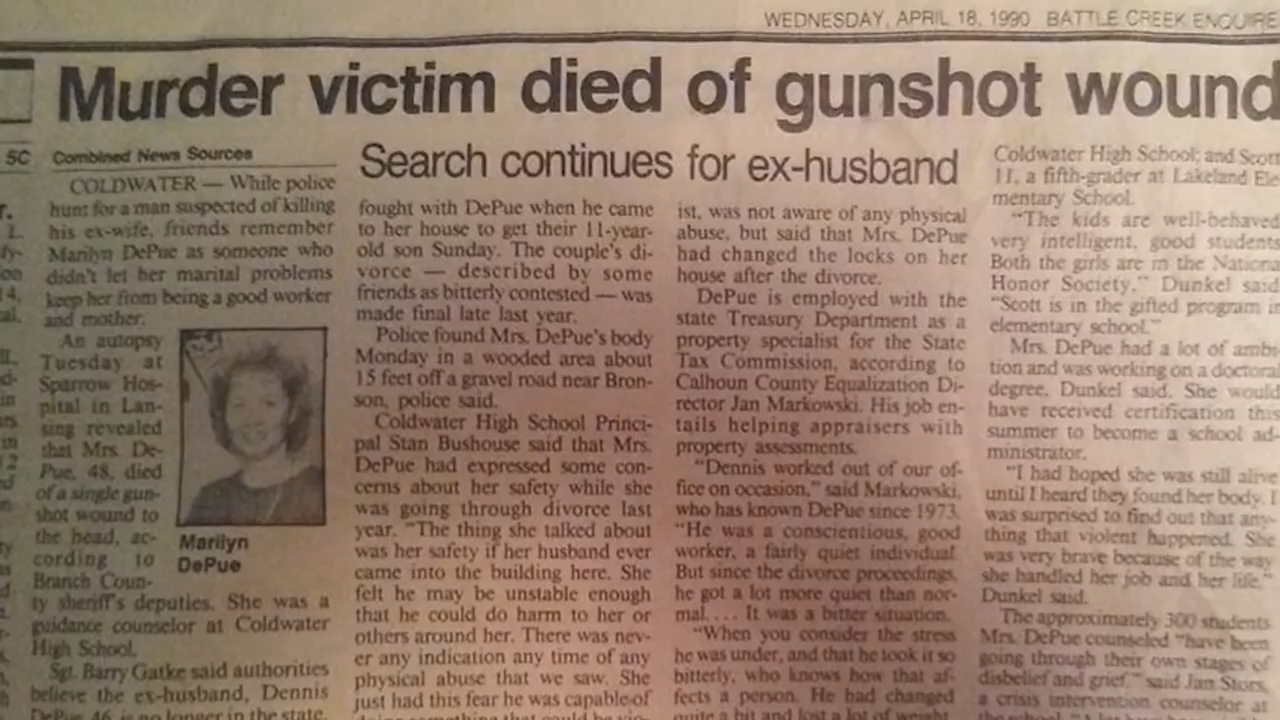 WEDNESDAY, APRIL 18, 1990 BATTLE CREEK ENQUIRE
Murder victim died of gunshot wound
5C
Combined News Sources
COLDWATER — While police
hunt for a man suspected of killing
his ex-wife, friends remember
Marilyn DePue as someone who
didn't let her marital problems
keep her from being a good worker
and mother.
An autopsy
Tuesday at
Sparrow Hos-
pital in Lan-
sing revealed
that Mrs. De-
Pue, 48, died
of a single gun-
shot wound to
the head, ac-
cording to
Branch Coun-
ty sheriff's deputies. She was a
guidance counselor at Coldwater
High School.
Sgt. Barry Gatke said authorities
believe the ex-husband, Dennis
DePue, 46, is no longer in the state.
Marilyn
DePue
Search continues for ex-husband
fought with DePue when he came
to her house to get their 11-year-
old son Sunday. The couple's di-
vorce — described by some
friends as bitterly contested — was
made final late last year.
Police found Mrs. DePue's body
Monday in a wooded area about
15 feet off a gravel road near Bron-
son, police said.
Coldwater High School Princi-
pal Stan Bushouse said that Mrs.
DePue had expressed some con-
cerns about her safety while she
was going through divorce last
year. "The thing she talked about
was her safety if her husband ever
came into the building here. She
felt he may be unstable enough
that he could do harm to her or
others around her. There was nev-
er any indication any time of any
physical abuse that we saw. She
just had this fear he was capable of
ist, was not aware of any physical
abuse, but said that Mrs. DePue
had changed the locks on her
house after the divorce.
DePue is employed with the
state Treasury Department as a
property specialist for the State
Tax Commission, according to
Calhoun County Equalization Di-
rector Jan Markowski. His job en-
tails helping appraisers with
property assessments.
"Dennis worked out of our of-
fice on occasion," said Markowski,
who has known DePue since 1973.
"He was a conscientious, good
worker, a fairly quiet individual.
But since the divorce proceedings,
he got a lot more quiet than nor-
mal. . . . It was a bitter situation.
"When you consider the stress
he was under, and that he took it so
bitterly, who knows how that af-
fects a person. He had changed
quite a bit and lost a lot of weight
Coldwater High School; and Scott
11, a fifth-grader at Lakeland Ele-
mentary School.
"The kids are well-behaved
very intelligent, good students
Both the girls are in the Nationa
Honor Society," Dunkel said
"Scott is in the gifted program i
elementary school."
Mrs. DePue had a lot of ambi-
tion and was working on a doctoral
degree, Dunkel said. She would
have received certification this
summer to become a school ad-
ministrator.
"I had hoped she was still alive
until I heard they found her body. I
was surprised to find out that any-
thing that violent happened. She
was very brave because of the way
she handled her job and her life,"
Dunkel said.
The approximately 300 students
Mrs. DePue counseled "have been
going through their own stages of
disbelief and grief," said Jan Stors,
a crisis intervention counselor at